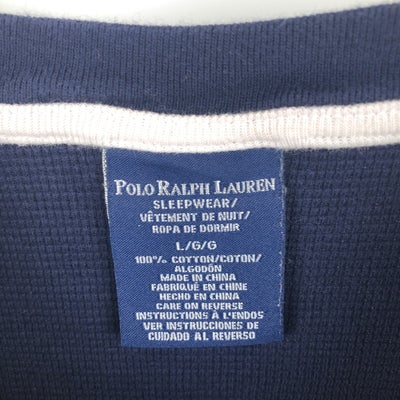 POLO RALPH LAUREN
SLEEPWEAR/
VÊTEMENT DE NUIT/
ROPA DE DORMIR
L/G/G
100% COTTON/COTON/
ALGODÓN
MADE IN CHINA
FABRIQUÉ EN CHINE
HECHO EN CHINA
CARE ON REVERSE
INSTRUCTIONS À L'ENDOS
VER INSTRUCCIONES DE
CUIDADO AL REVERSO